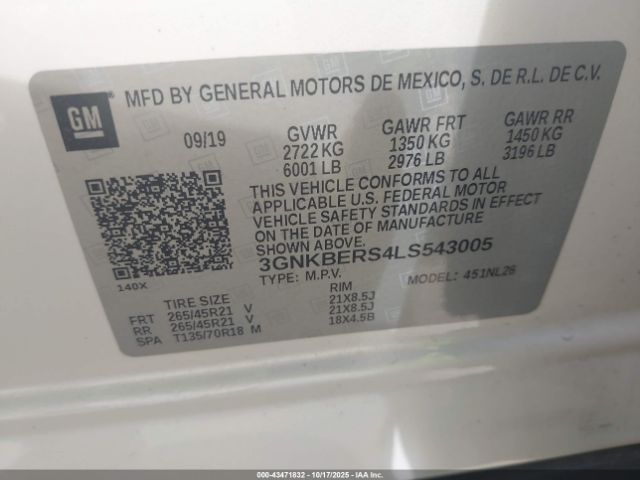 GM
MFD BY GENERAL MOTORS DE MEXICO, S. DE R.L. DE C.V.
09/19 GVWR GAWR FRT GAWR RR
2722 KG 1350 KG 1450 KG
6001 LB 2976 LB 3196 LB
THIS VEHICLE CONFORMS TO ALL
APPLICABLE U.S. FEDERAL MOTOR
VEHICLE SAFETY STANDARDS IN EFFECT
ON THE DATE OF MANUFACTURE
SHOWN ABOVE.
3GNKBERS4LS543005
TYPE: M.P.V. MODEL: 451NL26
140X
TIRE SIZE RIM
FRT 265/45R21 V 21X8.5J
RR 265/45R21 V 21X8.5J
SPA T135/70R18 M 18X4.5B
000-43471832 - 10/17/2025 - IAA, Inc.